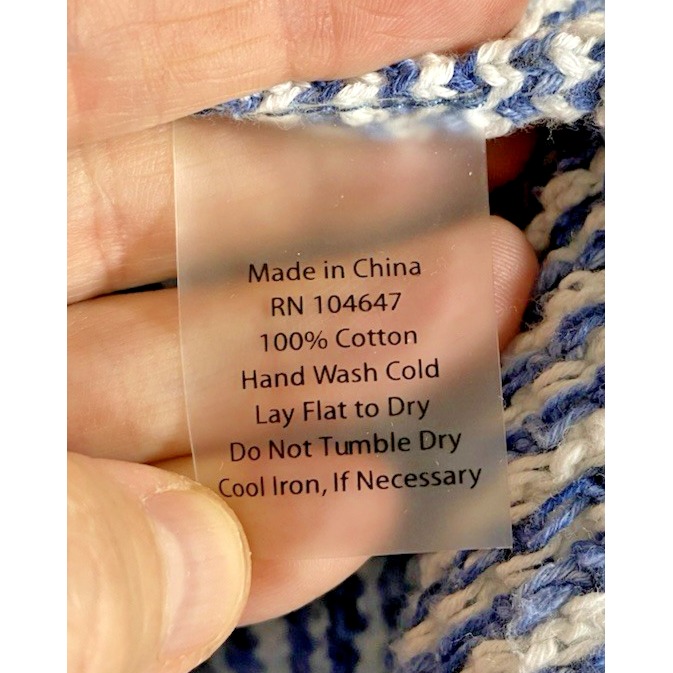 Made in China
RN 104647
100% Cotton
Hand Wash Cold
Lay Flat to Dry
Do Not Tumble Dry
Cool Iron, If Necessary